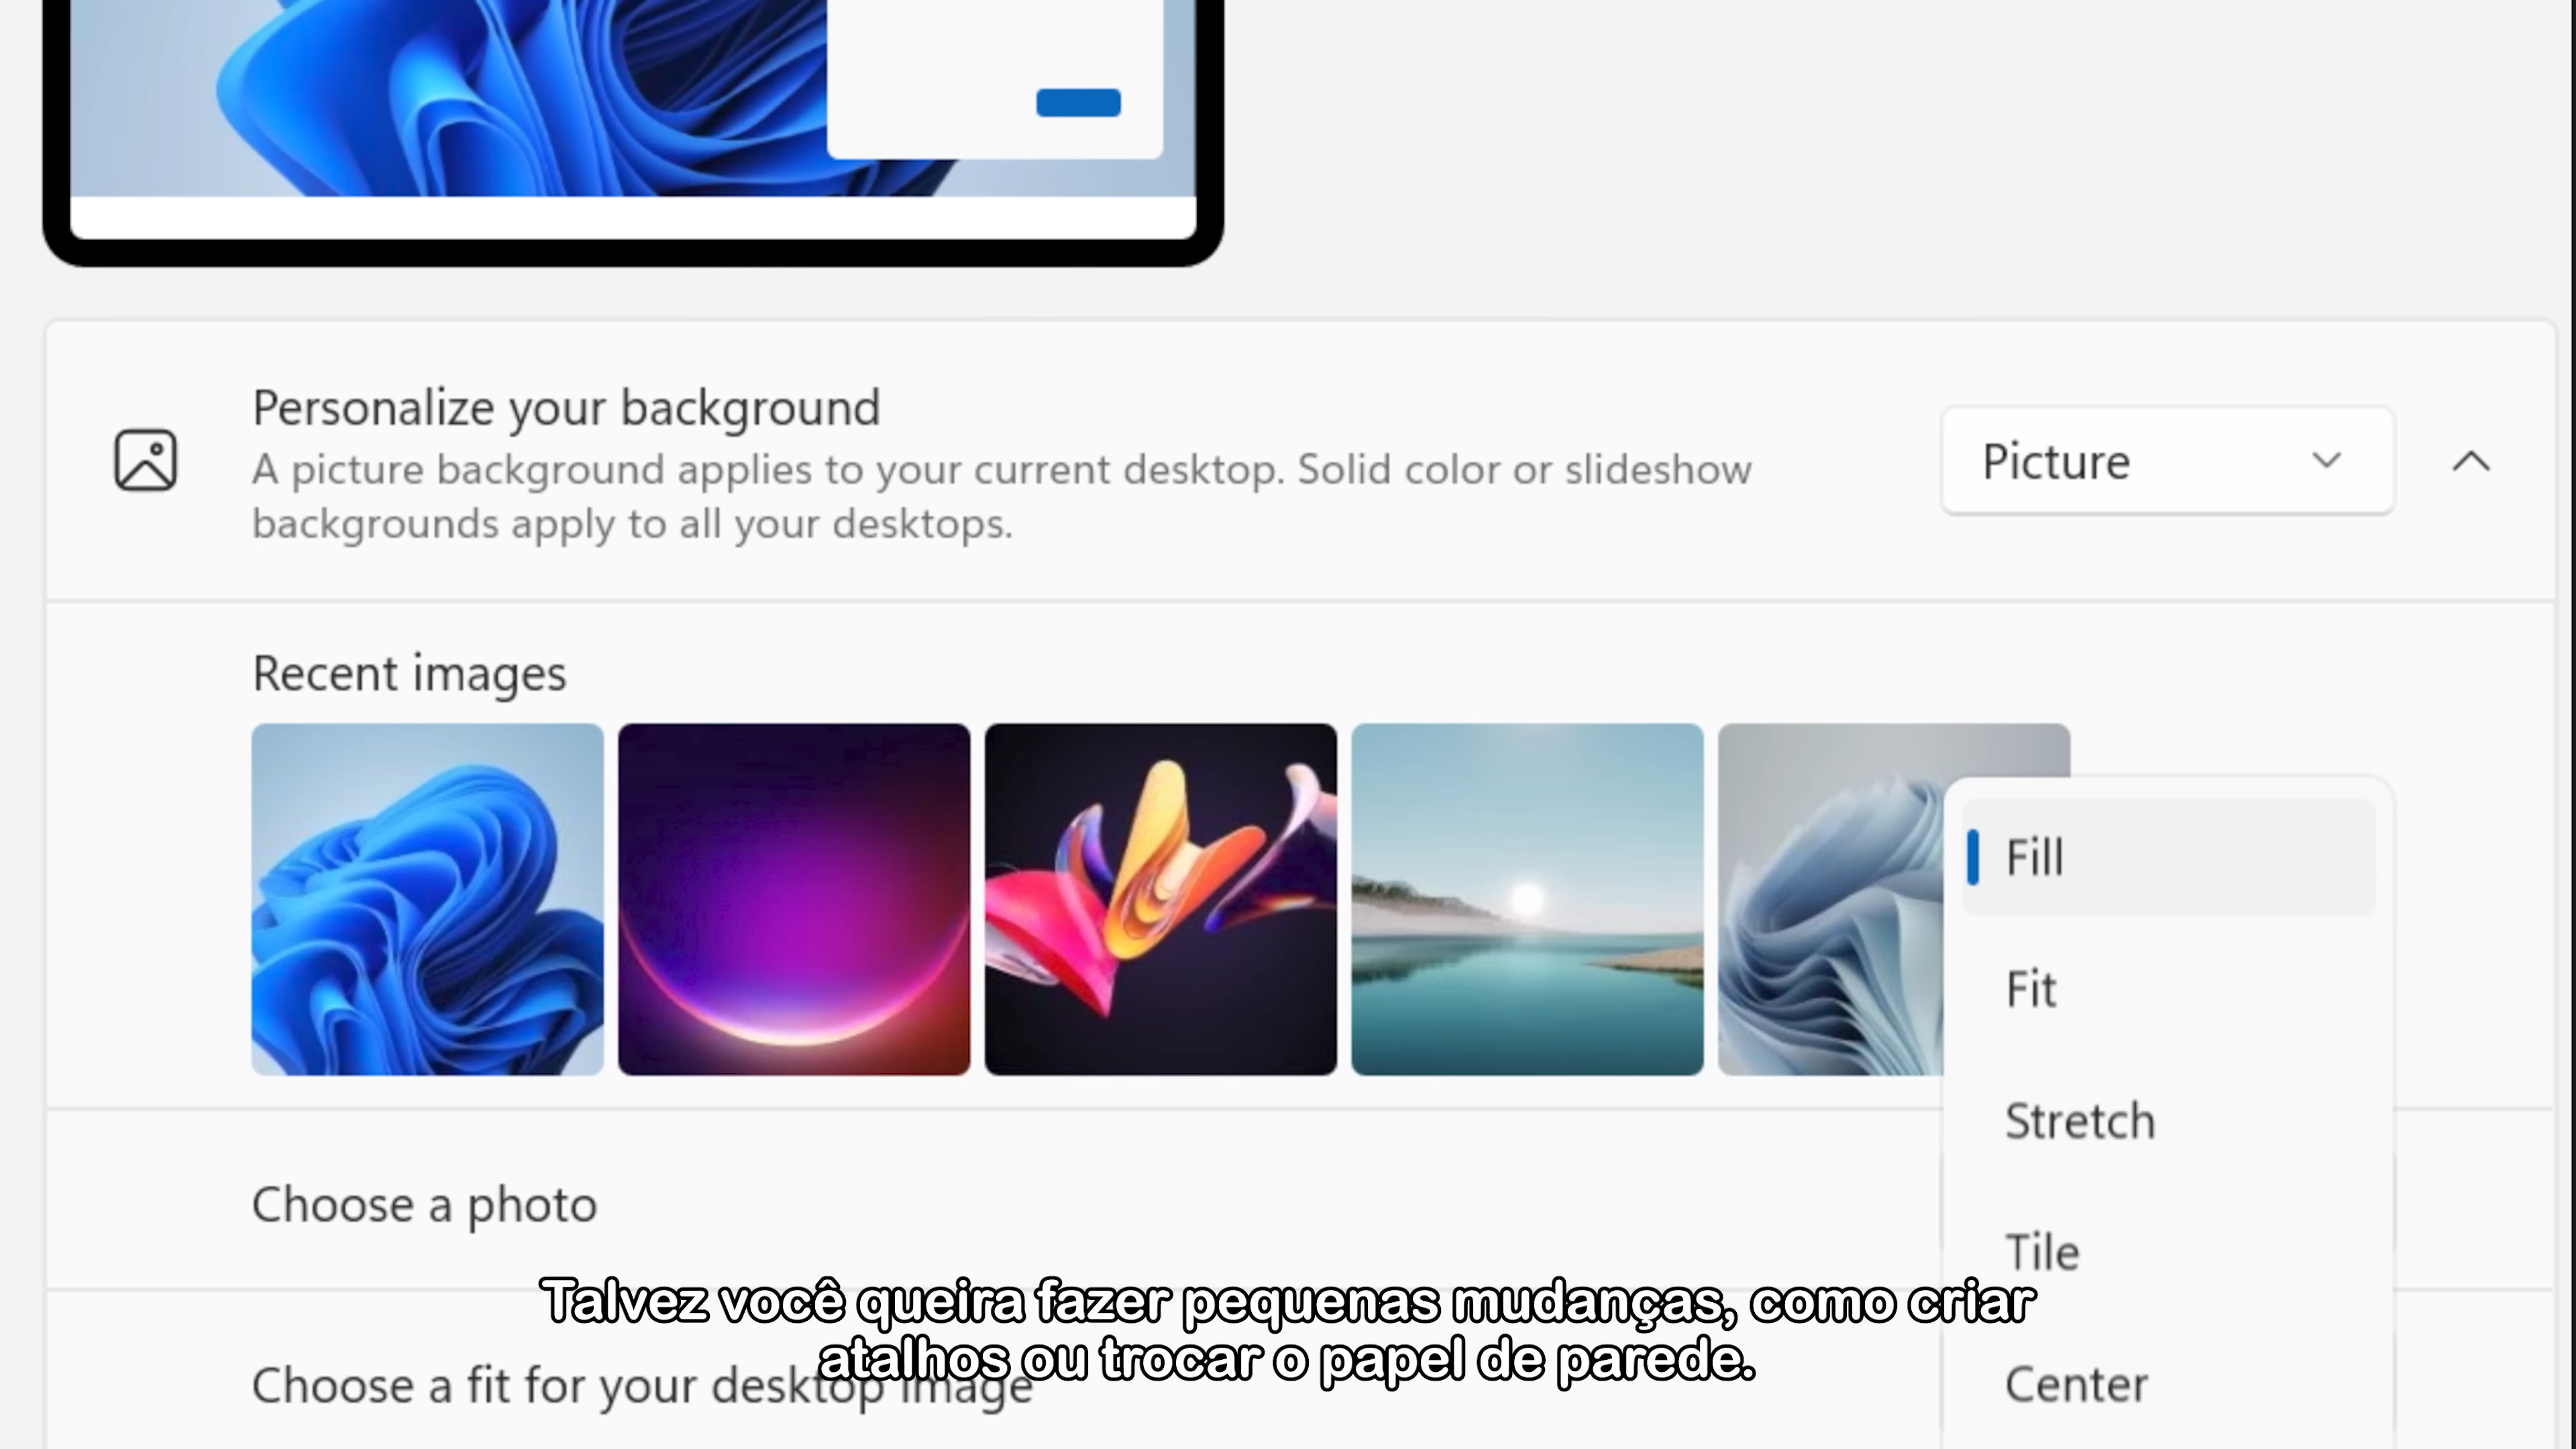 Personalize your background
A picture background applies to your current desktop. Solid color or slideshow
backgrounds apply to all your desktops.
Picture
Recent images
Fill
Fit
Stretch
Choose a photo
Tile
Talvez você queira fazer pequenas mudanças, como criar
atalhos ou trocar o papel de parede.
Choose a fit for your desktop image
Center